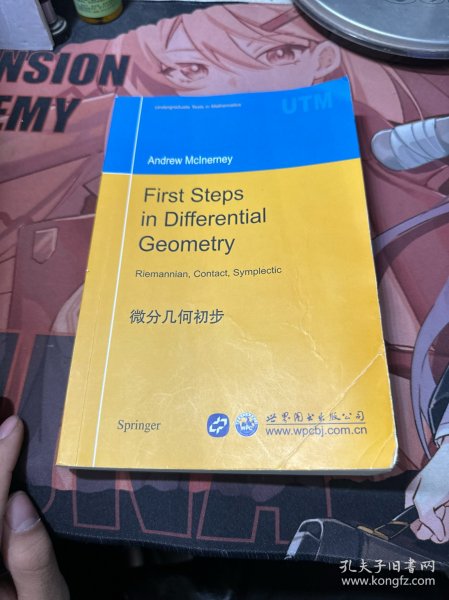 NSION
EMY
Undergraduate Texts in Mathematics
UTM
Andrew McInerney
First Steps
in Differential
Geometry
Riemannian, Contact, Symplectic
微分几何初步
Springer
WPC
世界图书出版公司
www.wpcbj.com.cn
孔夫子旧书网
www.kongfz.com